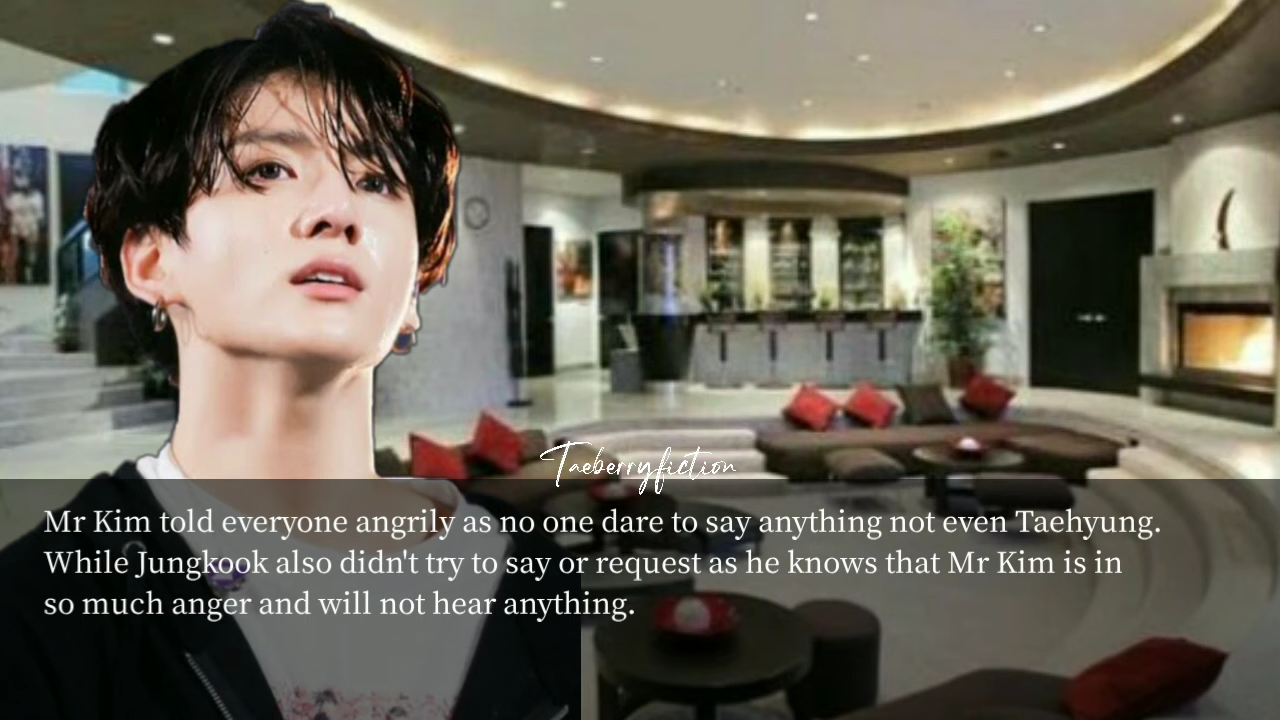 Taeberryfiction
Mr Kim told everyone angrily as no one dare to say anything not even Taehyung.
While Jungkook also didn't try to say or request as he knows that Mr Kim is in
so much anger and will not hear anything.